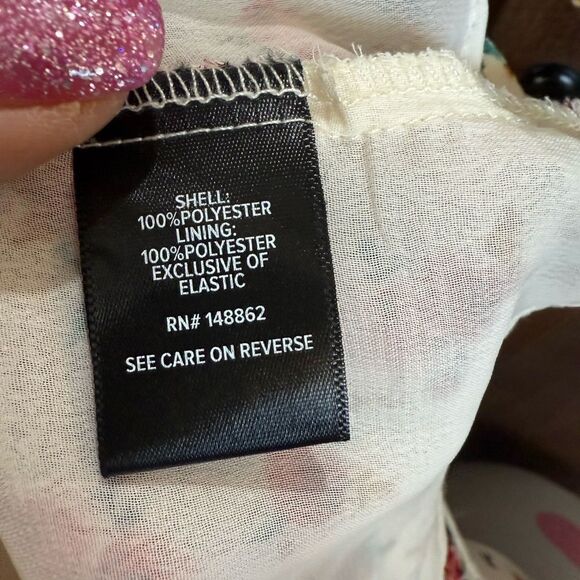 SHELL:
100%POLYESTER
LINING:
100%POLYESTER
EXCLUSIVE OF
ELASTIC
RN# 148862
SEE CARE ON REVERSE